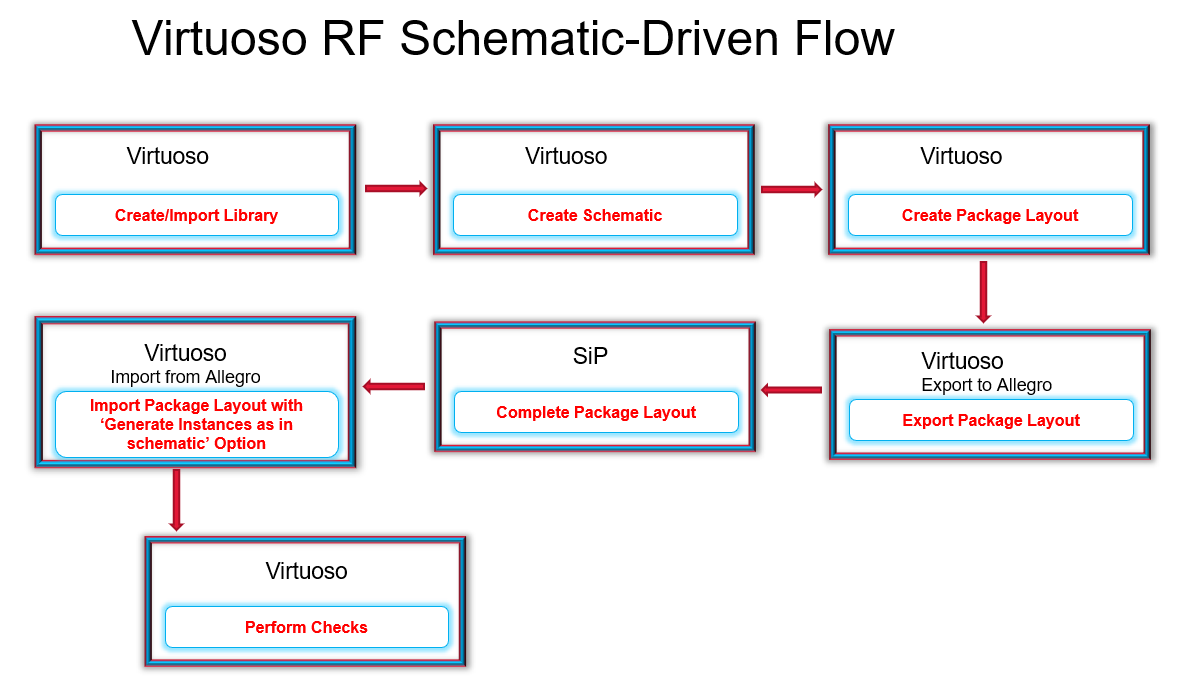 Virtuoso RF Schematic-Driven Flow
Virtuoso
Create/Import Library
Virtuoso
Create Schematic
Virtuoso
Create Package Layout
Virtuoso
Export to Allegro
Export Package Layout
SiP
Complete Package Layout
Virtuoso
Import from Allegro
Import Package Layout with
‘Generate Instances as in
schematic’ Option
Virtuoso
Perform Checks